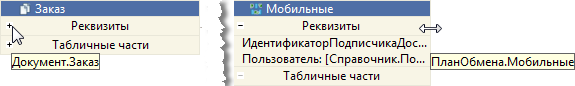 Заказ
+ Реквизиты
+ Табличные части
Документ.Заказ
Мобильные
− Реквизиты
ИдентификаторПодписчикаДос...
Пользователь: [Справочник.По...
− Табличные части
ПланОбмена.Мобильные